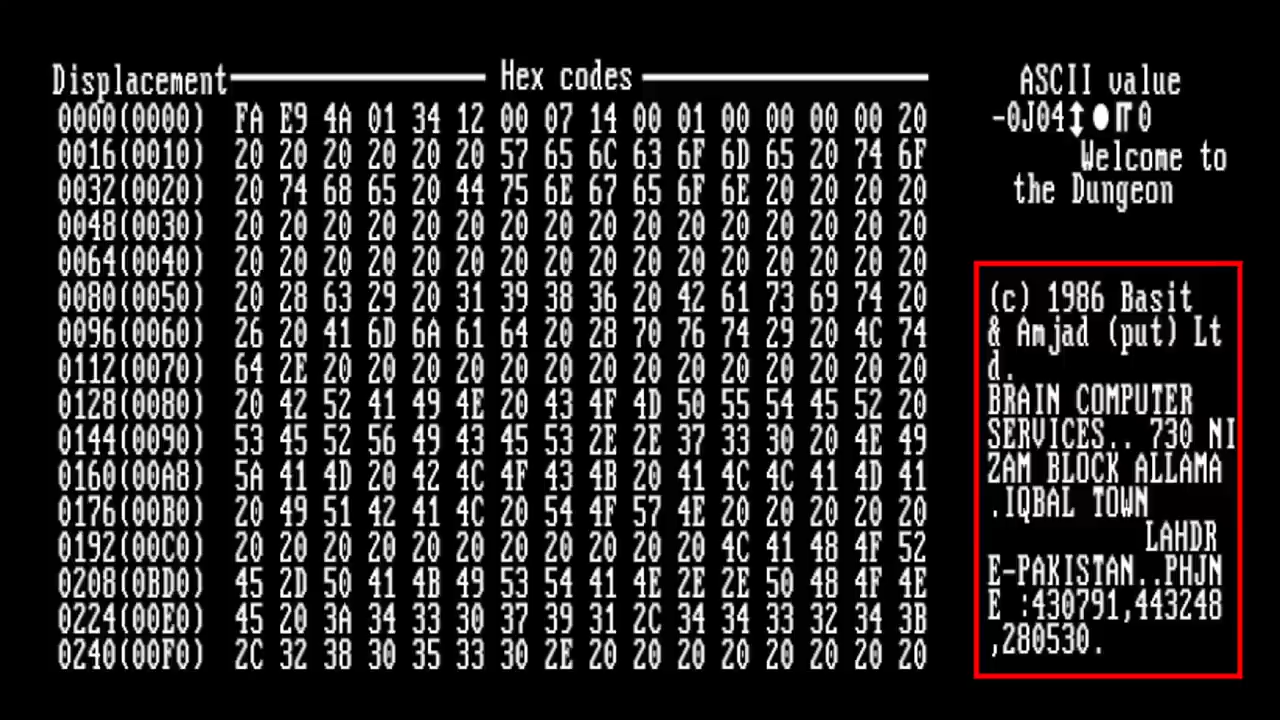 Displacement Hex codes ASCII value
0000(0000) FA E9 4A 01 34 12 00 07 14 00 01 00 00 00 00 20 -0J04↕●П0
0016(0010) 20 20 20 20 20 20 57 65 6C 63 6F 6D 65 20 74 6F Welcome to
0032(0020) 20 74 68 65 20 44 75 6E 67 65 6F 6E 20 20 20 20 the Dungeon
0048(0030) 20 20 20 20 20 20 20 20 20 20 20 20 20 20 20 20
0064(0040) 20 20 20 20 20 20 20 20 20 20 20 20 20 20 20 20
0080(0050) 20 28 63 29 20 31 39 38 36 20 42 61 73 69 74 20 (c) 1986 Basit
0096(0060) 26 20 41 6D 6A 61 64 20 28 70 76 74 29 20 4C 74 & Amjad (put) Lt
0112(0070) 64 2E 20 20 20 20 20 20 20 20 20 20 20 20 20 20 d.
0128(0080) 20 42 52 41 49 4E 20 43 4F 4D 50 55 54 45 52 20 BRAIN COMPUTER
0144(0090) 53 45 52 56 49 43 45 53 2E 2E 37 33 30 20 4E 49 SERVICES.. 730 NI
0160(00A8) 5A 41 4D 20 42 4C 4F 43 4B 20 41 4C 4C 41 4D 41 ZAM BLOCK ALLAMA
0176(00B0) 20 49 51 42 41 4C 20 54 4F 57 4E 20 20 20 20 20 .IQBAL TOWN
0192(00C0) 20 20 20 20 20 20 20 20 20 20 20 4C 41 48 4F 52 LAHDR
0208(0BD0) 45 2D 50 41 4B 49 53 54 41 4E 2E 2E 50 48 4F 4E E-PAKISTAN..PHJN
0224(00E0) 45 20 3A 34 33 30 37 39 31 2C 34 34 33 32 34 3B E :430791,443248
0240(00F0) 2C 32 38 30 35 33 30 2E 20 20 20 20 20 20 20 20 ,280530.